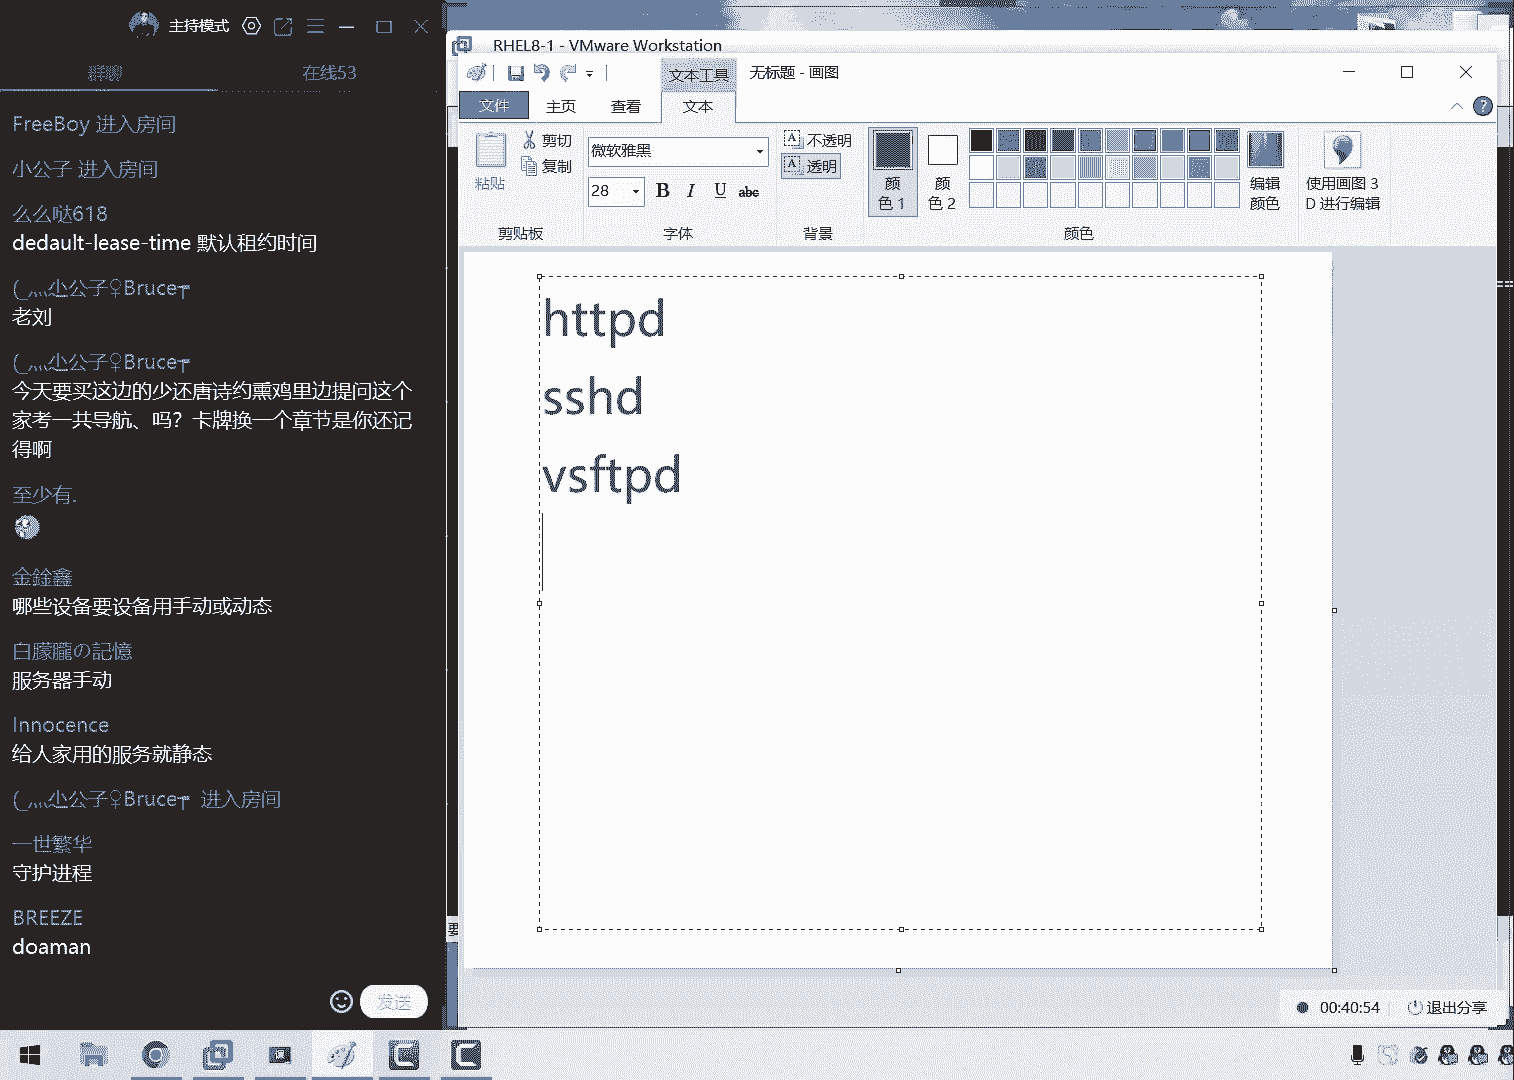 主持模式
群聊
在线53
FreeBoy 进入房间
小公子 进入房间
么么哒618
dedault-lease-time 默认租约时间
(_灬尐公子♀Bruce┯
老刘
(_灬尐公子♀Bruce┯
今天要买这边的少还唐诗约熏鸡里边提问这个
家考一共导航、吗？卡牌换一个章节是你还记
得啊
至少有.
金銓鑫
哪些设备要设备用手动或动态
白朦朧の記憶
服务器手动
Innocence
给人家用的服务就静态
(_灬尐公子♀Bruce┯ 进入房间
一世繁华
守护进程
BREEZE
doaman
发送
RHEL8-1 - VMware Workstation
文本工具
无标题 - 画图
文件
主页
查看
文本
粘贴
剪切
复制
剪贴板
微软雅黑
28
B I U abc
字体
不透明
透明
背景
颜
色 1
颜
色 2
编辑
颜色
颜色
使用画图 3
D 进行编辑
httpd
sshd
vsftpd
要
00:40:54
退出分享